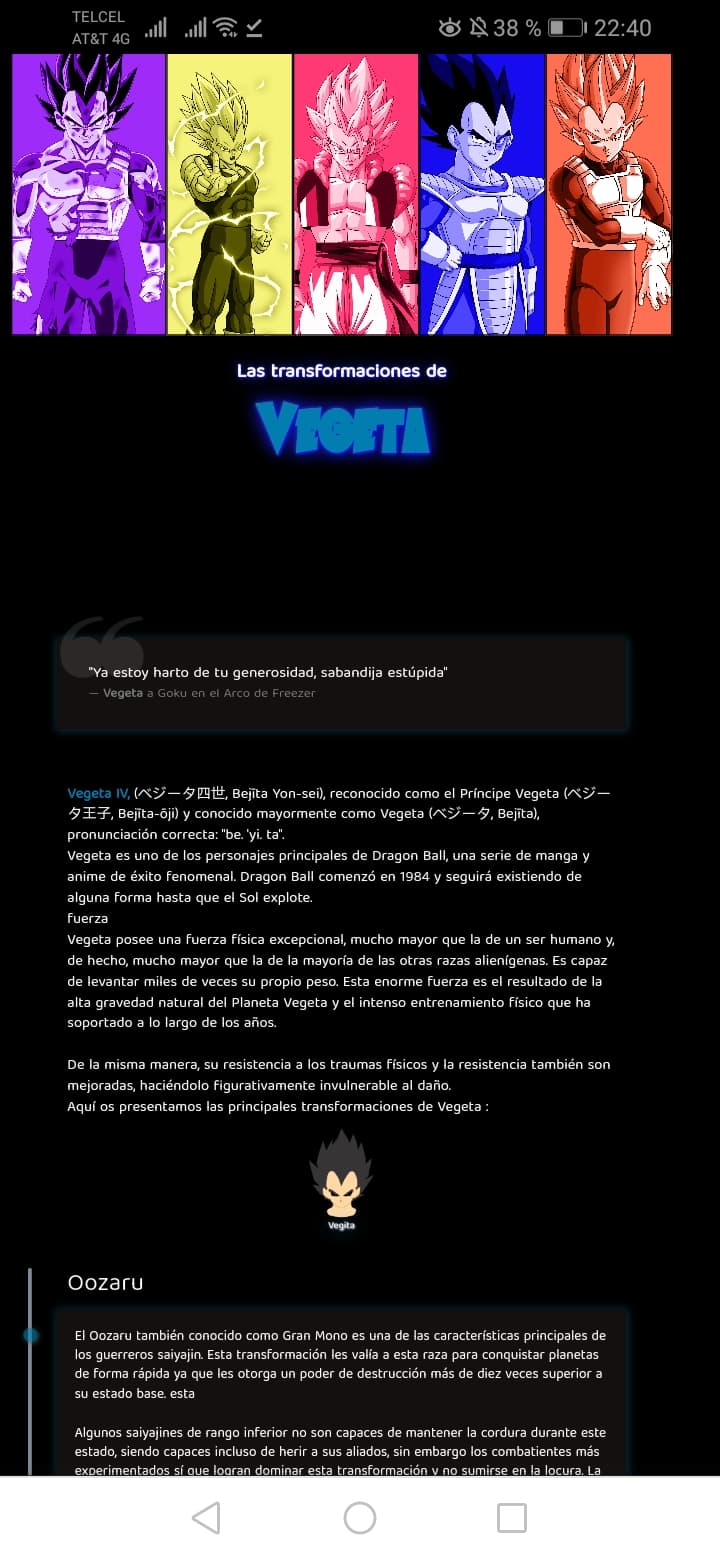 TELCEL
AT&T 4G
38 %
22:40
Las transformaciones de
VEGETA
"Ya estoy harto de tu generosidad, sabandija estúpida"
— Vegeta a Goku en el Arco de Freezer
Vegeta IV, (ベジータ四世, Bejīta Yon-sei), reconocido como el Príncipe Vegeta (ベジー
タ王子, Bejīta-ōji) y conocido mayormente como Vegeta (ベジータ, Bejīta),
pronunciación correcta: "be. 'yi. ta".
Vegeta es uno de los personajes principales de Dragon Ball, una serie de manga y
anime de éxito fenomenal. Dragon Ball comenzó en 1984 y seguirá existiendo de
alguna forma hasta que el Sol explote.
fuerza
Vegeta posee una fuerza física excepcional, mucho mayor que la de un ser humano y,
de hecho, mucho mayor que la de la mayoría de las otras razas alienígenas. Es capaz
de levantar miles de veces su propio peso. Esta enorme fuerza es el resultado de la
alta gravedad natural del Planeta Vegeta y el intenso entrenamiento físico que ha
soportado a lo largo de los años.
De la misma manera, su resistencia a los traumas físicos y la resistencia también son
mejoradas, haciéndolo figurativamente invulnerable al daño.
Aquí os presentamos las principales transformaciones de Vegeta :
Vegita
Oozaru
El Oozaru también conocido como Gran Mono es una de las características principales de
los guerreros saiyajin. Esta transformación les valía a esta raza para conquistar planetas
de forma rápida ya que les otorga un poder de destrucción más de diez veces superior a
su estado base. esta
Algunos saiyajines de rango inferior no son capaces de mantener la cordura durante este
estado, siendo capaces incluso de herir a sus aliados, sin embargo los combatientes más
experimentados sí que logran dominar esta transformación y no sumirse en la locura. La